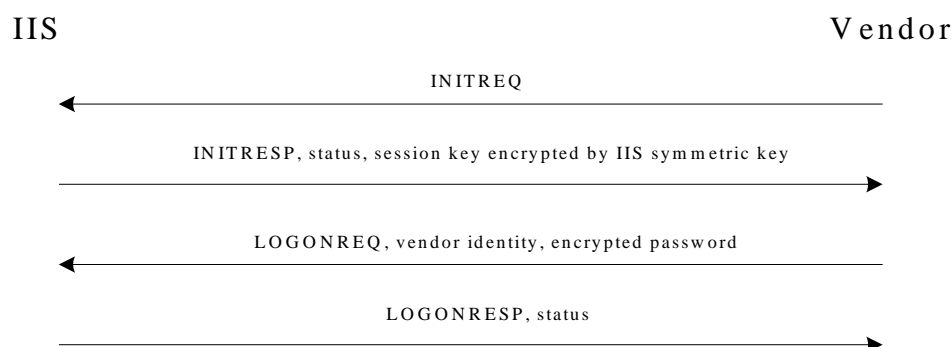 IIS
Vendor
INITREQ
INITRESP, status, session key encrypted by IIS symmetric key
LOGONREQ, vendor identity, encrypted password
LOGONRESP, status